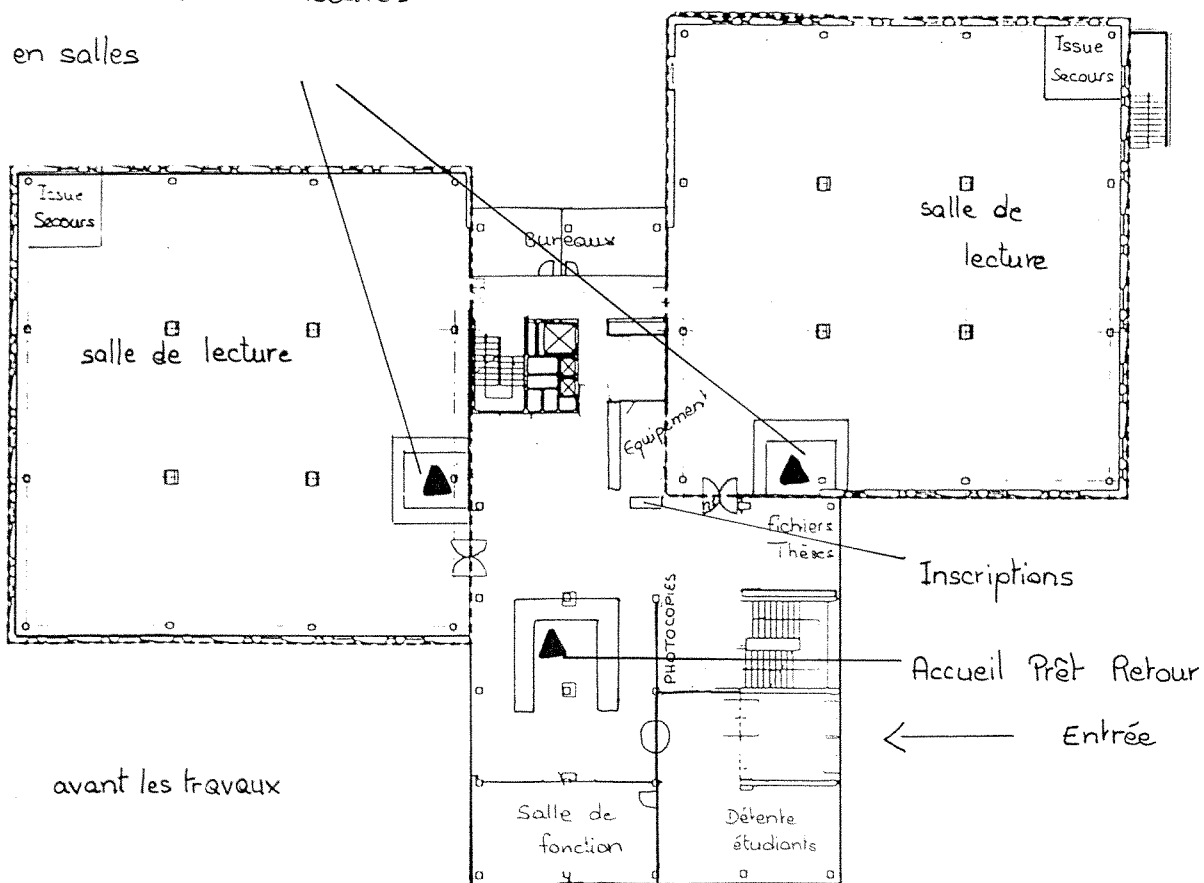 en salles
Issue
Secours
Issue
Secours
salle de
lecture
Bureaux
salle de lecture
Equipement
fichiers
Thèses
Inscriptions
PHOTOCOPIES
Accueil Prêt Retour
Entrée
avant les travaux
Salle de
fonction
Détente
étudiants